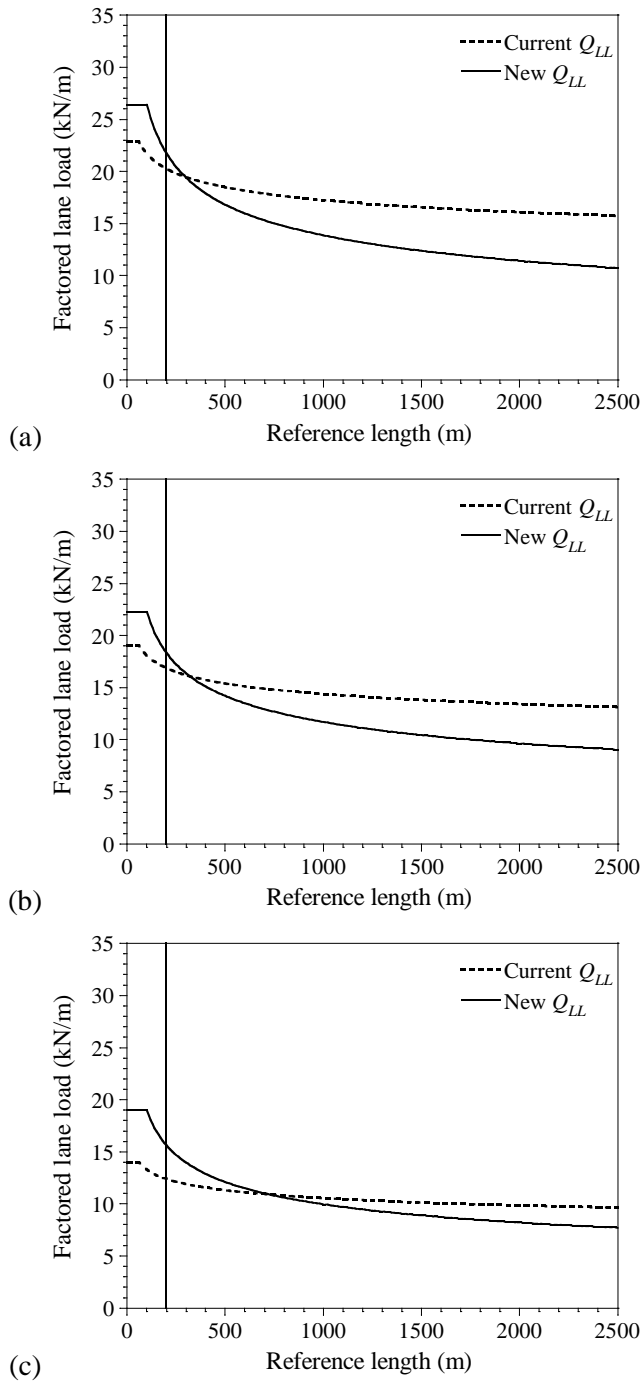 35
30
25
20
15
10
5
0
Factored lane load (kN/m)
Current Q_LL
New Q_LL
0 500 1000 1500 2000 2500
Reference length (m)
(a)
35
30
25
20
15
10
5
0
Factored lane load (kN/m)
Current Q_LL
New Q_LL
0 500 1000 1500 2000 2500
Reference length (m)
(b)
35
30
25
20
15
10
5
0
Factored lane load (kN/m)
Current Q_LL
New Q_LL
0 500 1000 1500 2000 2500
Reference length (m)
(c)